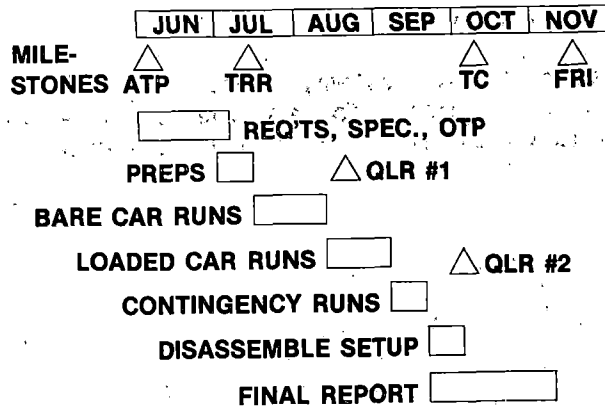 JUN JUL AUG SEP OCT NOV
MILE-
STONES ATP TRR TC FRI
REQ'TS, SPEC., OTP
PREPS QLR #1
BARE CAR RUNS
LOADED CAR RUNS QLR #2
CONTINGENCY RUNS
DISASSEMBLE SETUP
FINAL REPORT